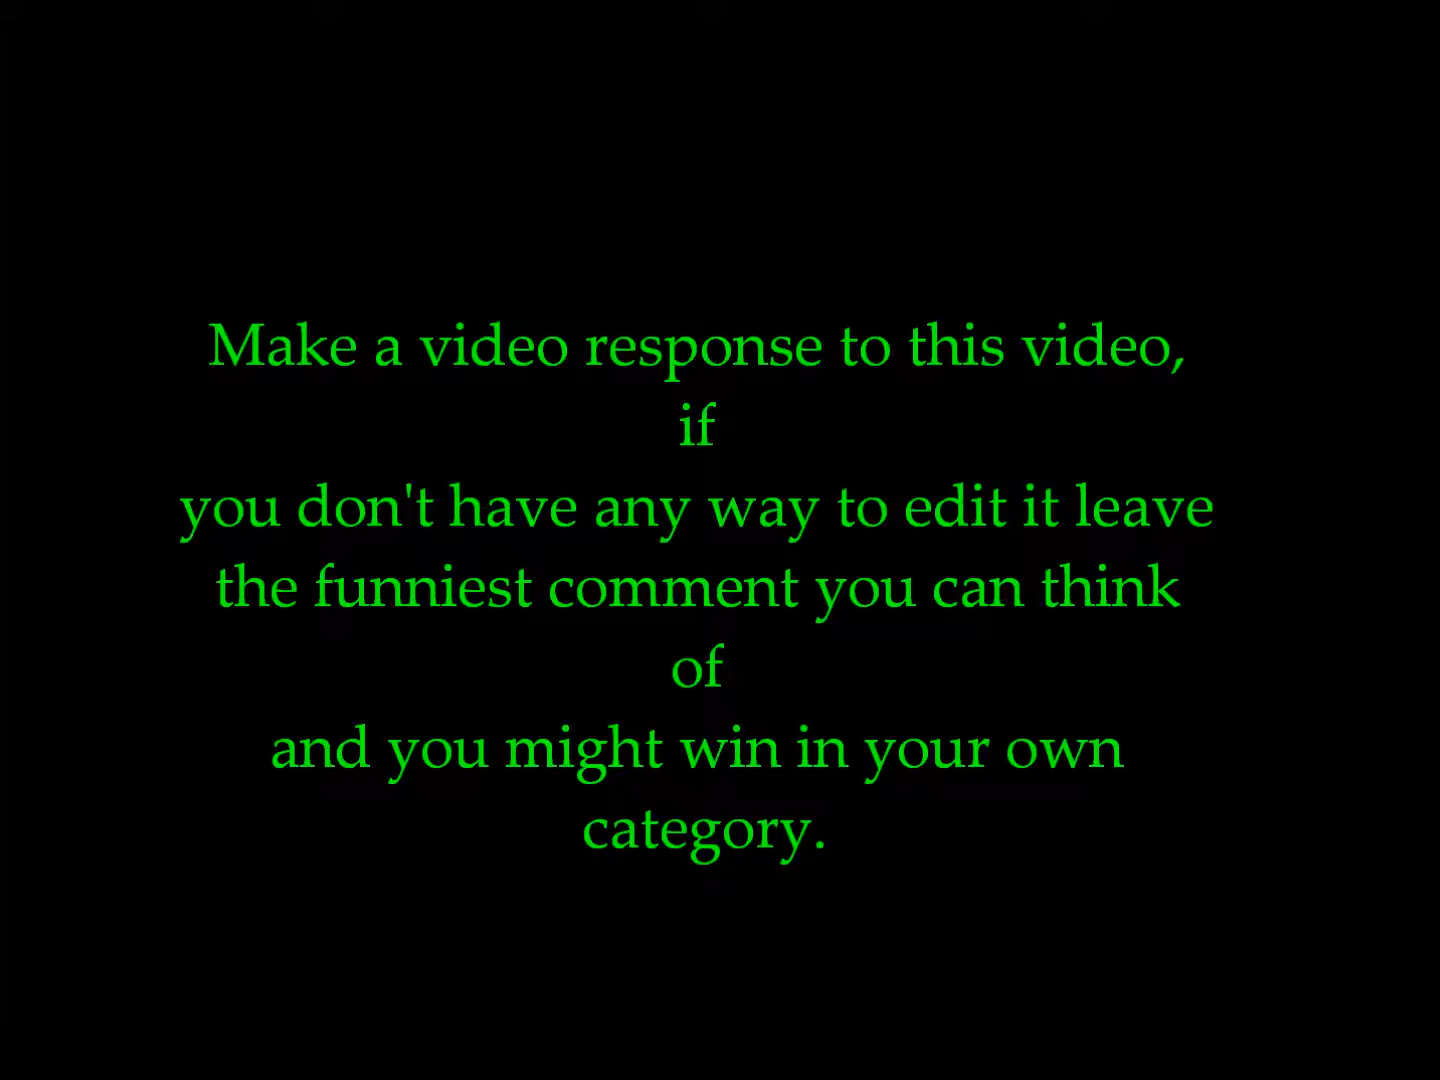 Make a video response to this video,
if
you don't have any way to edit it leave
the funniest comment you can think
of
and you might win in your own
category.